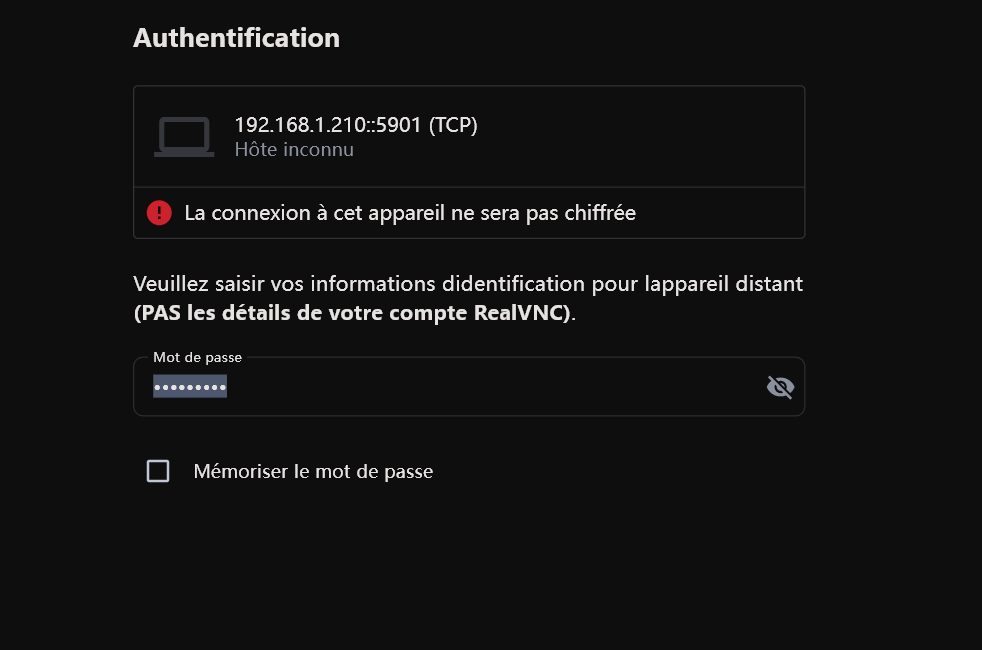 Authentification
192.168.1.210::5901 (TCP)
Hôte inconnu
La connexion à cet appareil ne sera pas chiffrée
Veuillez saisir vos informations didentification pour lappareil distant
(PAS les détails de votre compte RealVNC).
Mot de passe
•••••••••
Mémoriser le mot de passe